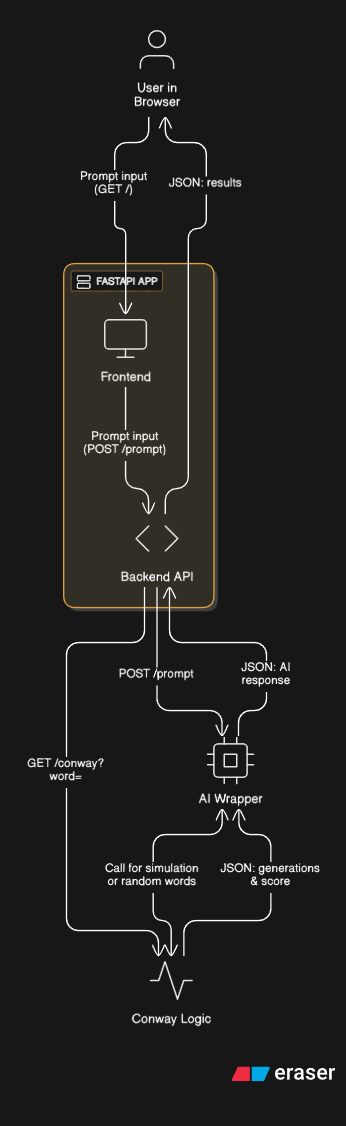 User in
Browser
Prompt input
(GET /)
JSON: results
FASTAPI APP
Frontend
Prompt input
(POST /prompt)
Backend API
POST /prompt
JSON: AI
response
GET /conway?
word=
AI Wrapper
Call for simulation
or random words
JSON: generations
& score
Conway Logic
eraser